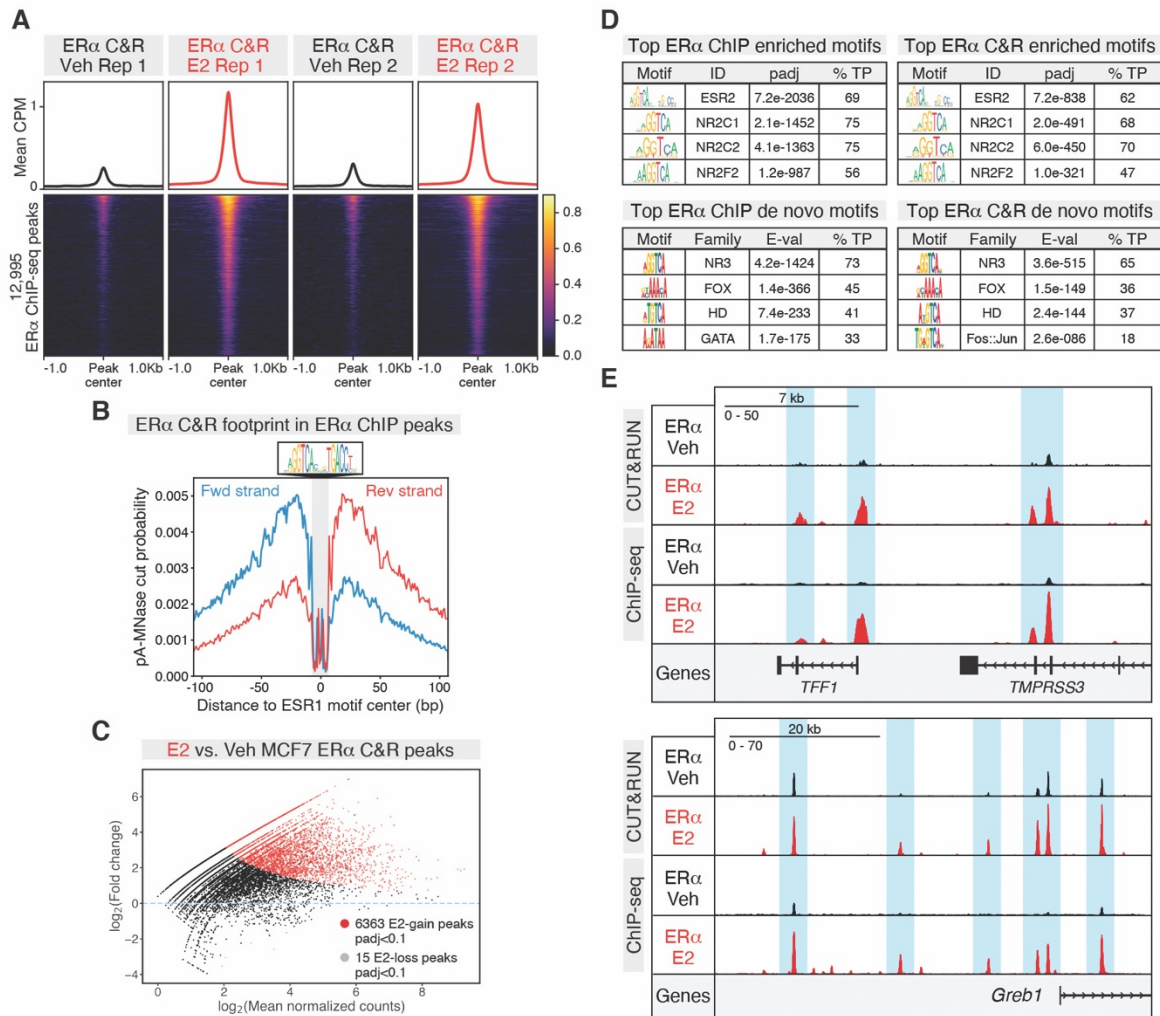 A
ERα C&R
Veh Rep 1
ERα C&R
E2 Rep 1
ERα C&R
Veh Rep 2
ERα C&R
E2 Rep 2
Mean CPM
1
0
12,995
ERα ChIP-seq peaks
0.8
0.6
0.4
0.2
0.0
-1.0 Peak center 1.0Kb
-1.0 Peak center 1.0Kb
-1.0 Peak center 1.0Kb
-1.0 Peak center 1.0Kb
B
ERα C&R footprint in ERα ChIP peaks
Fwd strand
Rev strand
pA-MNase cut probability
0.005
0.004
0.003
0.002
0.001
0.000
-100 -50 0 50 100
Distance to ESR1 motif center (bp)
C
E2 vs. Veh MCF7 ERα C&R peaks
log2(Fold change)
6
4
2
0
−2
−4
6363 E2-gain peaks
padj<0.1
15 E2-loss peaks
padj<0.1
0 2 4 6 8
log2(Mean normalized counts)
D
Top ERα ChIP enriched motifs
Motif ID padj % TP
ESR2 7.2e-2036 69
NR2C1 2.1e-1452 75
NR2C2 4.1e-1363 75
NR2F2 1.2e-987 56
Top ERα C&R enriched motifs
Motif ID padj % TP
ESR2 7.2e-838 62
NR2C1 2.0e-491 68
NR2C2 6.0e-450 70
NR2F2 1.0e-321 47
Top ERα ChIP de novo motifs
Motif Family E-val % TP
NR3 4.2e-1424 73
FOX 1.4e-366 45
HD 7.4e-233 41
GATA 1.7e-175 33
Top ERα C&R de novo motifs
Motif Family E-val % TP
NR3 3.6e-515 65
FOX 1.5e-149 36
HD 2.4e-144 37
Fos::Jun 2.6e-086 18
E
7 kb
0 - 50
CUT&RUN
ERα
Veh
ERα
E2
ChIP-seq
ERα
Veh
ERα
E2
Genes
TFF1
TMPRSS3
20 kb
0 - 70
CUT&RUN
ERα
Veh
ERα
E2
ChIP-seq
ERα
Veh
ERα
E2
Genes
Greb1